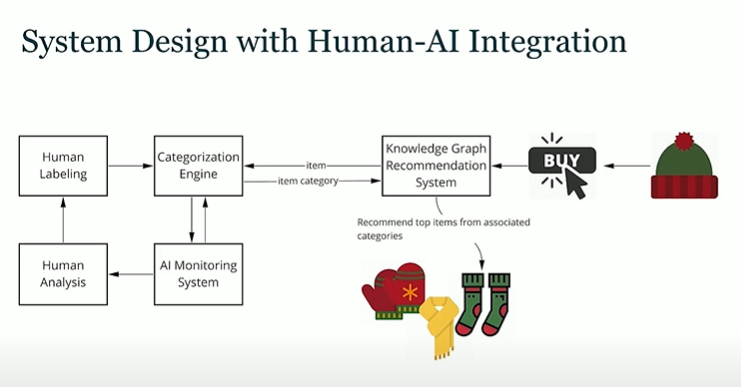 System Design with Human-AI Integration
Human
Labeling
Categorization
Engine
item
item category
Knowledge Graph
Recommendation
System
BUY
Recommend top items from associated
categories
Human
Analysis
AI Monitoring
System